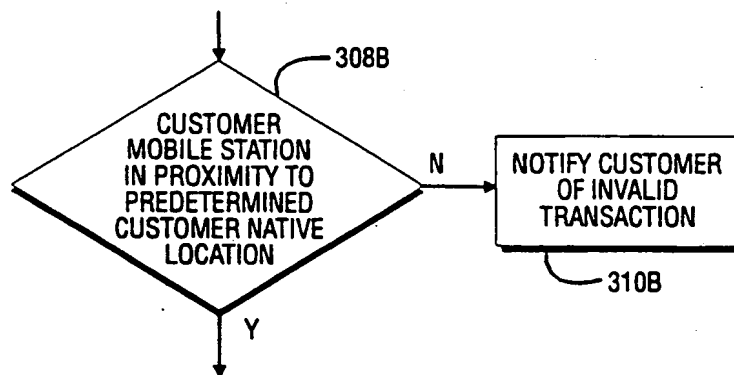 308B
CUSTOMER
MOBILE STATION
IN PROXIMITY TO
PREDETERMINED
CUSTOMER NATIVE
LOCATION
N
NOTIFY CUSTOMER
OF INVALID
TRANSACTION
310B
Y